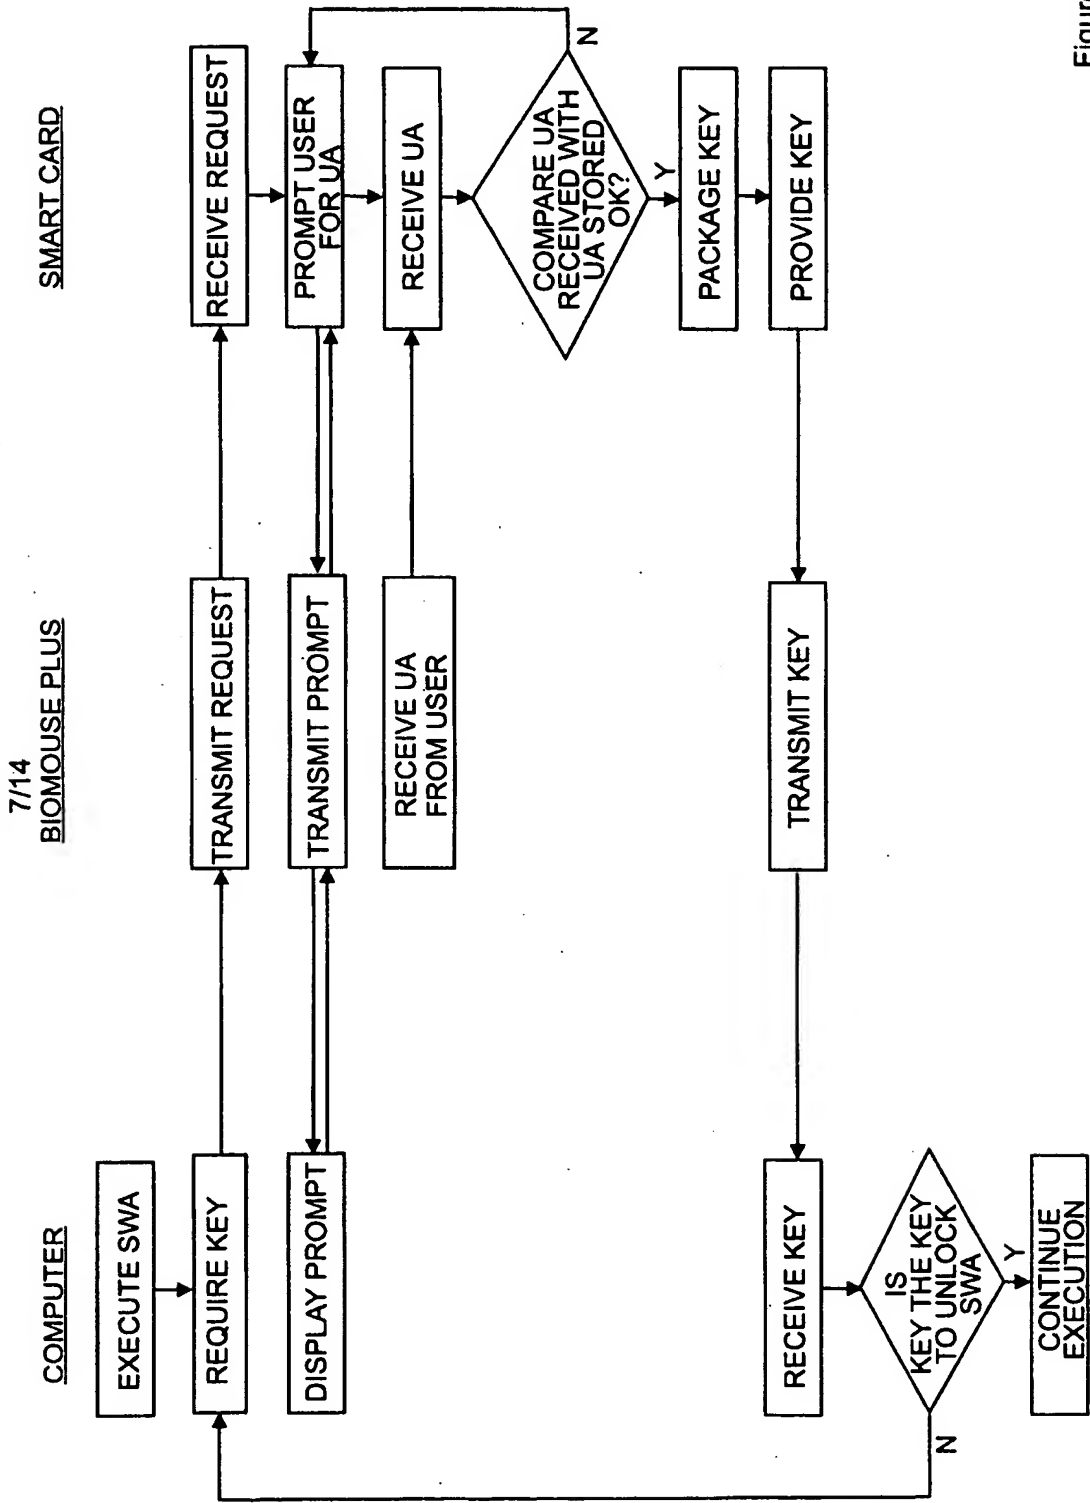 7/14
COMPUTER
BIOMOUSE PLUS
SMART CARD
EXECUTE SWA
REQUIRE KEY
TRANSMIT REQUEST
RECEIVE REQUEST
DISPLAY PROMPT
TRANSMIT PROMPT
PROMPT USER
FOR UA
RECEIVE UA
FROM USER
RECEIVE UA
COMPARE UA
RECEIVED WITH
UA STORED
OK?
N
Y
PACKAGE KEY
PROVIDE KEY
TRANSMIT KEY
RECEIVE KEY
IS
KEY THE KEY
TO UNLOCK
SWA
N
Y
CONTINUE
EXECUTION